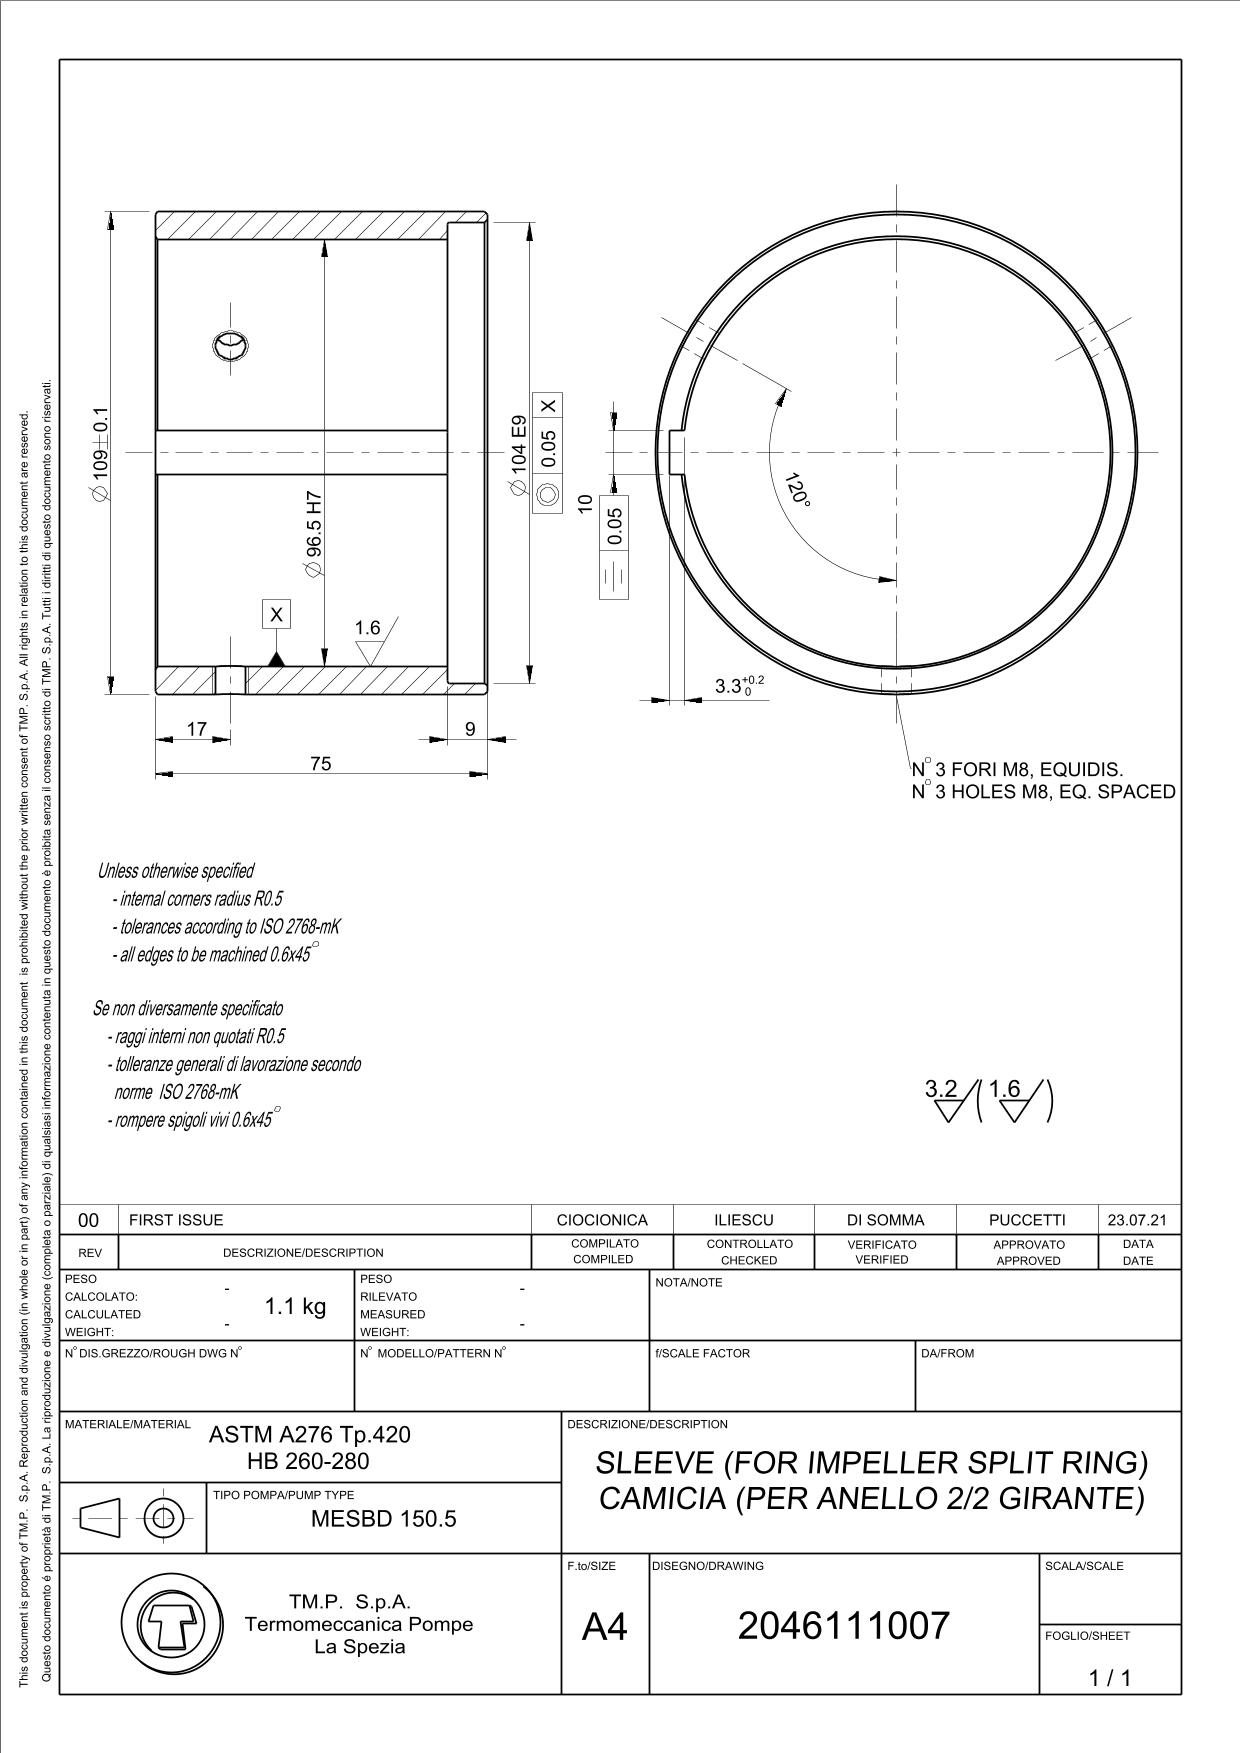 ⌀ 109±0.1
⌀ 96.5 H7
⌀ 104 E9
0.05 X
X
1.6
17
9
75
10
0.05
120°
3.3 +0.2 0
N° 3 FORI M8, EQUIDIS.
N° 3 HOLES M8, EQ. SPACED
Unless otherwise specified
- internal corners radius R0.5
- tolerances according to ISO 2768-mK
- all edges to be machined 0.6x45°
Se non diversamente specificato
- raggi interni non quotati R0.5
- tolleranze generali di lavorazione secondo
norme ISO 2768-mK
- rompere spigoli vivi 0.6x45°
3.2 ( 1.6 )
00 FIRST ISSUE CIOCIONICA ILIESCU DI SOMMA PUCCETTI 23.07.21
REV DESCRIZIONE/DESCRIPTION COMPILATO COMPILED CONTROLLATO CHECKED VERIFICATO VERIFIED APPROVATO APPROVED DATA DATE
PESO
CALCOLATO: -
CALCULATED
WEIGHT: -
1.1 kg
PESO
RILEVATO -
MEASURED
WEIGHT: -
NOTA/NOTE
N° DIS.GREZZO/ROUGH DWG N°
N° MODELLO/PATTERN N°
f/SCALE FACTOR
DA/FROM
MATERIALE/MATERIAL
ASTM A276 Tp.420
HB 260-280
DESCRIZIONE/DESCRIPTION
SLEEVE (FOR IMPELLER SPLIT RING)
CAMICIA (PER ANELLO 2/2 GIRANTE)
TIPO POMPA/PUMP TYPE
MESBD 150.5
TM.P. S.p.A.
Termomeccanica Pompe
La Spezia
F.to/SIZE
A4
DISEGNO/DRAWING
2046111007
SCALA/SCALE
FOGLIO/SHEET
1 / 1
This document is property of TM.P. S.p.A. Reproduction and divulgation (in whole or in part) of any information contained in this document is prohibited without the prior written consent of TMP. S.p.A. All rights in relation to this document are reserved.
Questo documento é proprietà di TM.P. S.p.A. La riproduzione e divulgazione (completa o parziale) di qualsiasi informazione contenuta in questo documento è proibita senza il consenso scritto di TMP. S.p.A. Tutti i diritti di questo documento sono riservati.